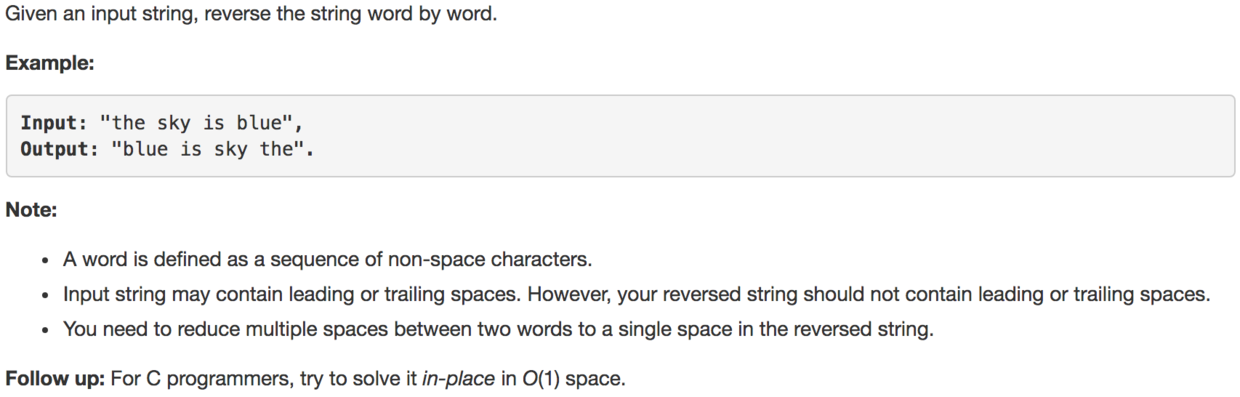 Given an input string, reverse the string word by word.
Example:
Input: "the sky is blue",
Output: "blue is sky the".
Note:
• A word is defined as a sequence of non-space characters.
• Input string may contain leading or trailing spaces. However, your reversed string should not contain leading or trailing spaces.
• You need to reduce multiple spaces between two words to a single space in the reversed string.
Follow up: For C programmers, try to solve it in-place in O(1) space.